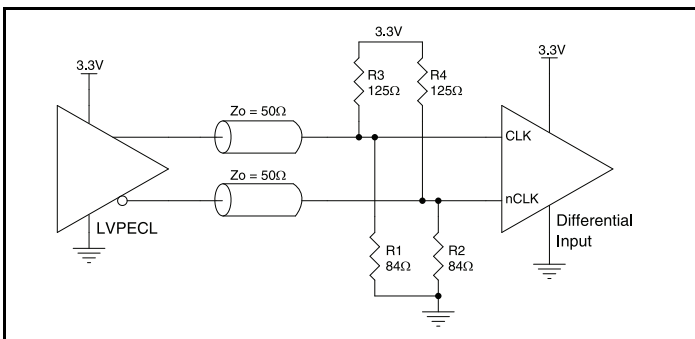 3.3V
3.3V
3.3V
R3
125Ω
R4
125Ω
Zo = 50Ω
CLK
Zo = 50Ω
nCLK
LVPECL
Differential
Input
R1
84Ω
R2
84Ω